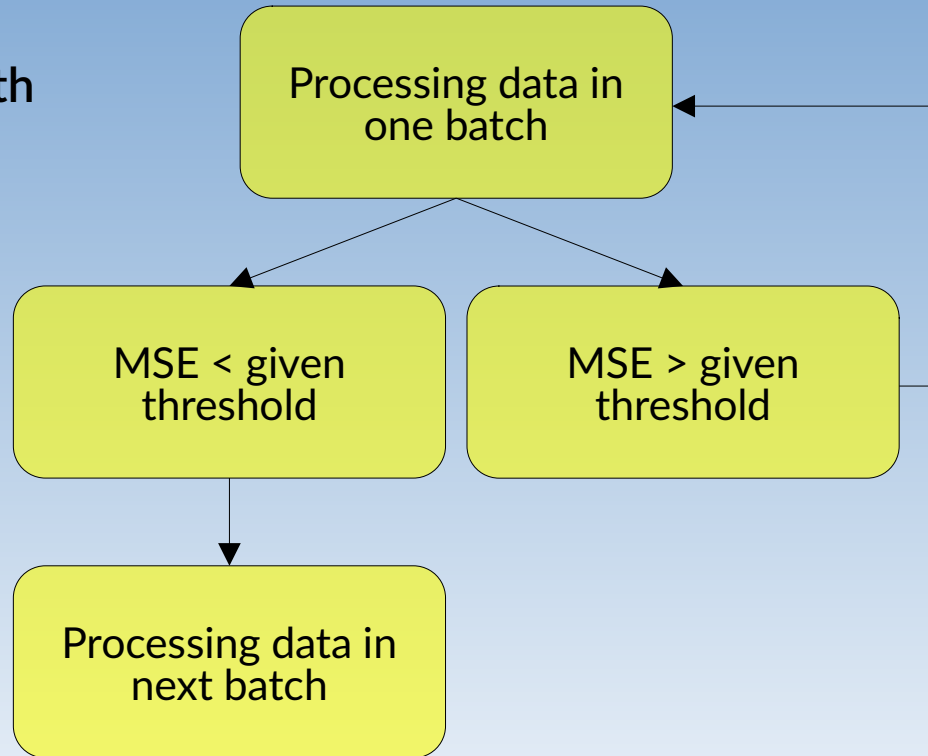 Processing data in
one batch
MSE < given
threshold
MSE > given
threshold
Processing data in
next batch